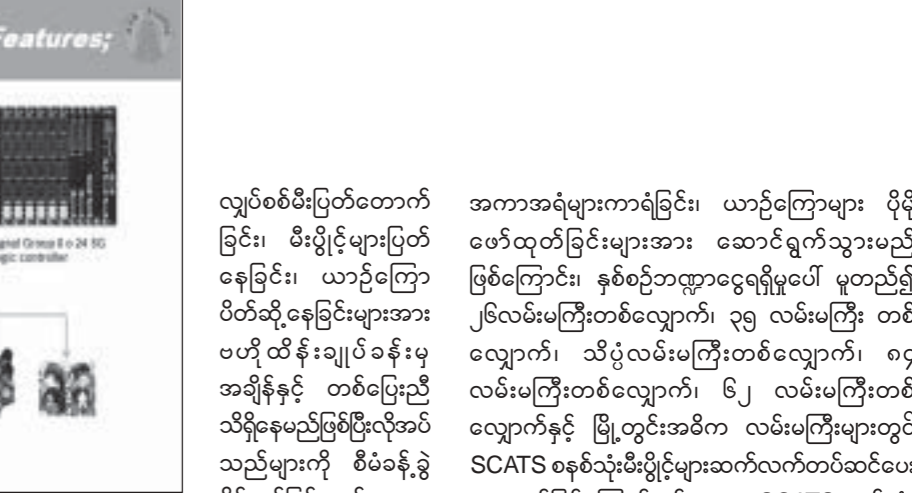 Features;
Signal Group 8 o 24 SG
logic controller
လျှပ်စစ်မီးပြတ်တောက်
ခြင်း၊ မီးပွိုင့်များပြတ်
နေခြင်း၊ ယာဉ်ကြော
ပိတ်ဆို့နေခြင်းများအား
ဗဟိုထိန်းချုပ်ခန်းမှ
အချိန်နှင့် တစ်ပြေးညီ
သိရှိနေမည်ဖြစ်ပြီးလိုအပ်
သည်များကို စီမံခန့်ခွဲ
အကာအရံများကာရံခြင်း၊ ယာဉ်ကြောများ ပိုမို
ဖော်ထုတ်ခြင်းများအား ဆောင်ရွက်သွားမည်
ဖြစ်ကြောင်း၊ နှစ်စဉ်ဘဏ္ဍာငွေရရှိမှုပေါ် မူတည်၍
၂၆လမ်းမကြီးတစ်လျှောက်၊ ၃၅ လမ်းမကြီး တစ်
လျှောက်၊ သိပ္ပံလမ်းမကြီးတစ်လျှောက်၊ ၈၄
လမ်းမကြီးတစ်လျှောက်၊ ၆၂ လမ်းမကြီးတစ်
လျှောက်နှင့် မြို့တွင်းအဓိက လမ်းမကြီးများတွင်
SCATS စနစ်သုံးမီးပွိုင့်များဆက်လက်တပ်ဆင်ပေး